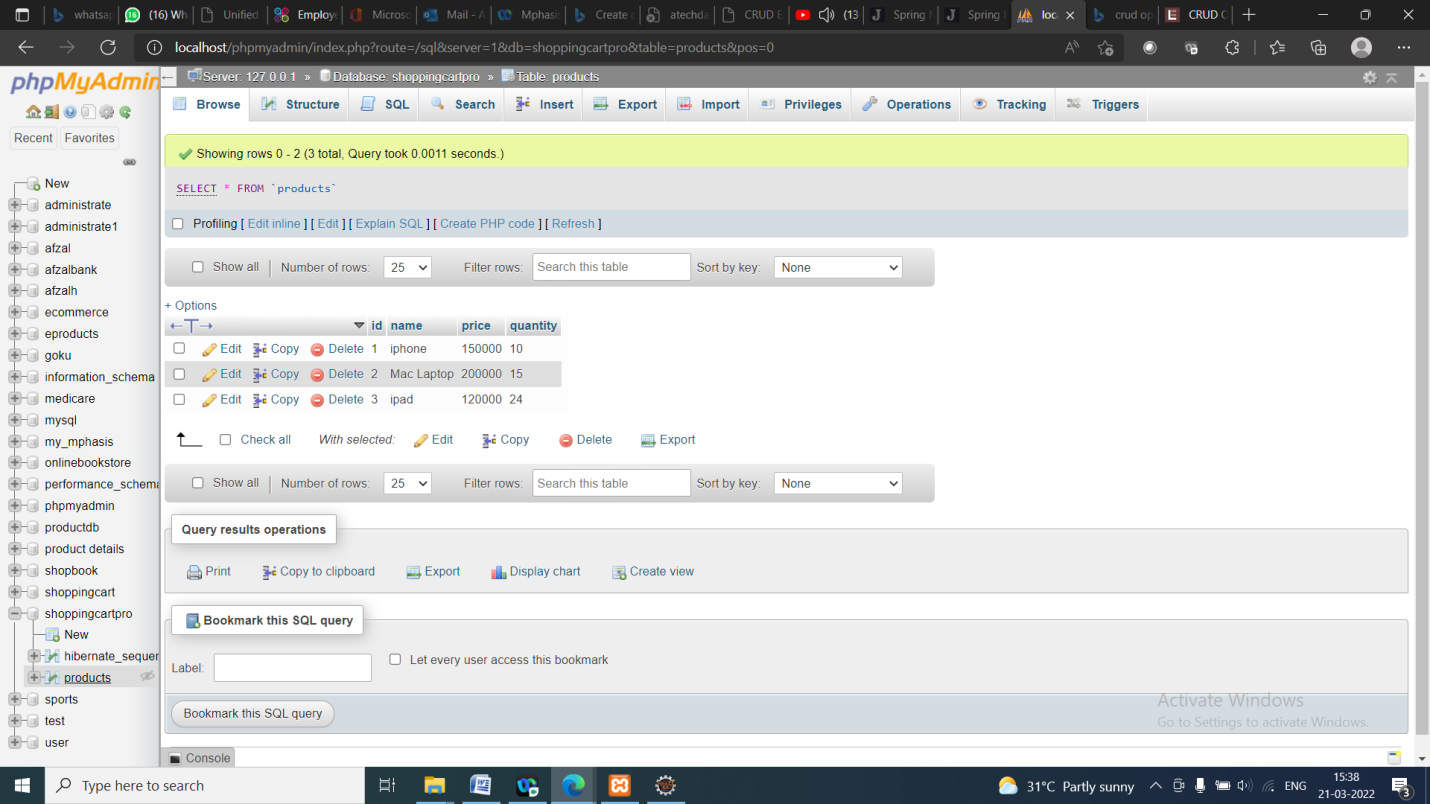 whatsa
(16) Wh
Unified
Employe
Microso
Mail - A
Mphasi
Create c
atechda
CRUD E
(13
Spring
Spring
loc
crud op
CRUD C
localhost/phpmyadmin/index.php?route=/sql&server=1&db=shoppingcartpro&table=products&pos=0
phpMyAdmin
Recent Favorites
New
administrate
administrate1
afzal
afzalbank
afzalh
ecommerce
eproducts
goku
information_schema
medicare
mysql
my_mphasis
onlinebookstore
performance_schema
phpmyadmin
productdb
product details
shopbook
shoppingcart
shoppingcartpro
New
hibernate_sequen
products
sports
test
user
Server: 127.0.0.1 » Database: shoppingcartpro » Table: products
Browse Structure SQL Search Insert Export Import Privileges Operations Tracking Triggers
Showing rows 0 - 2 (3 total, Query took 0.0011 seconds.)
SELECT * FROM `products`
Profiling [ Edit inline ] [ Edit ] [ Explain SQL ] [ Create PHP code ] [ Refresh ]
Show all | Number of rows: 25 Filter rows: Search this table Sort by key: None
+ Options
←T→ id name price quantity
Edit Copy Delete 1 iphone 150000 10
Edit Copy Delete 2 Mac Laptop 200000 15
Edit Copy Delete 3 ipad 120000 24
Check all With selected: Edit Copy Delete Export
Show all | Number of rows: 25 Filter rows: Search this table Sort by key: None
Query results operations
Print Copy to clipboard Export Display chart Create view
Bookmark this SQL query
Label: Let every user access this bookmark
Bookmark this SQL query
Activate Windows
Go to Settings to activate Windows.
Console
Type here to search
31°C Partly sunny
ENG
15:38
21-03-2022
3